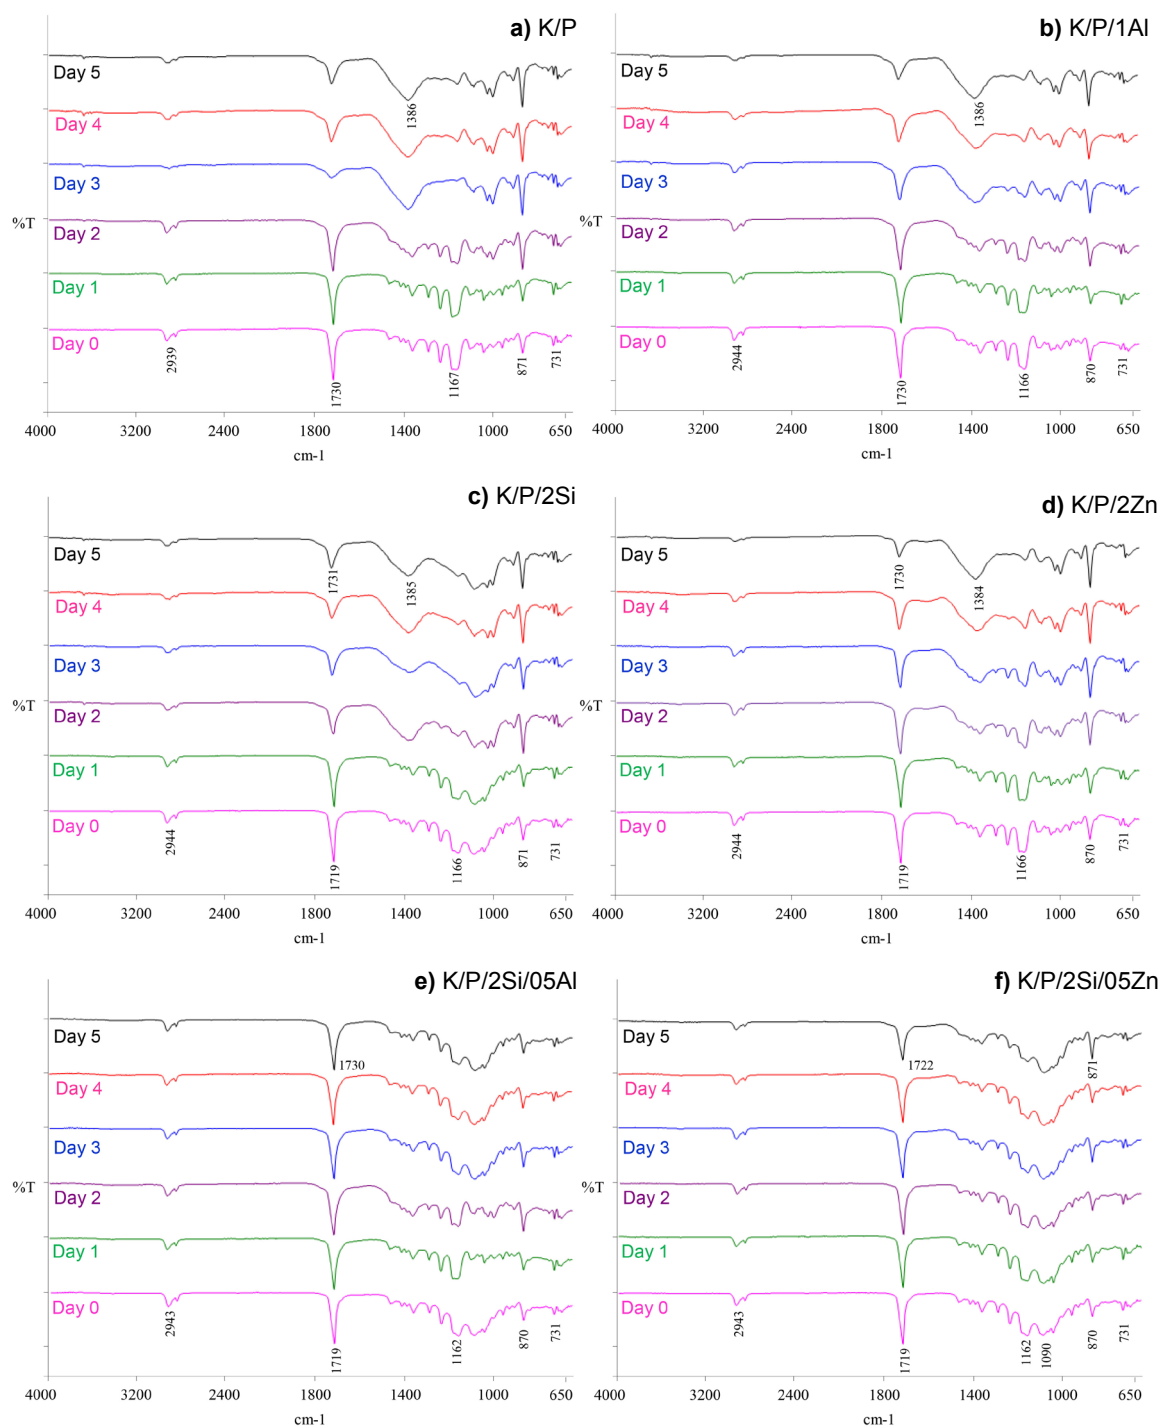 a) K/P
Day 5
1386
Day 4
Day 3
%T
Day 2
Day 1
Day 0
2939
1730
1167
871
731
4000 3200 2400 1800 1400 1000 650
cm-1
b) K/P/1Al
Day 5
1386
Day 4
Day 3
%T
Day 2
Day 1
Day 0
2944
1730
1166
870
731
4000 3200 2400 1800 1400 1000 650
cm-1
c) K/P/2Si
Day 5
1731
1385
Day 4
Day 3
%T
Day 2
Day 1
Day 0
2944
1719
1166
871
731
4000 3200 2400 1800 1400 1000 650
cm-1
d) K/P/2Zn
Day 5
1730
1384
Day 4
Day 3
%T
Day 2
Day 1
Day 0
2944
1719
1166
870
731
4000 3200 2400 1800 1400 1000 650
cm-1
e) K/P/2Si/05Al
Day 5
1730
Day 4
Day 3
%T
Day 2
Day 1
Day 0
2943
1719
1162
870
731
4000 3200 2400 1800 1400 1000 650
cm-1
f) K/P/2Si/05Zn
Day 5
1722
871
Day 4
Day 3
%T
Day 2
Day 1
Day 0
2943
1719
1162
1090
870
731
4000 3200 2400 1800 1400 1000 650
cm-1